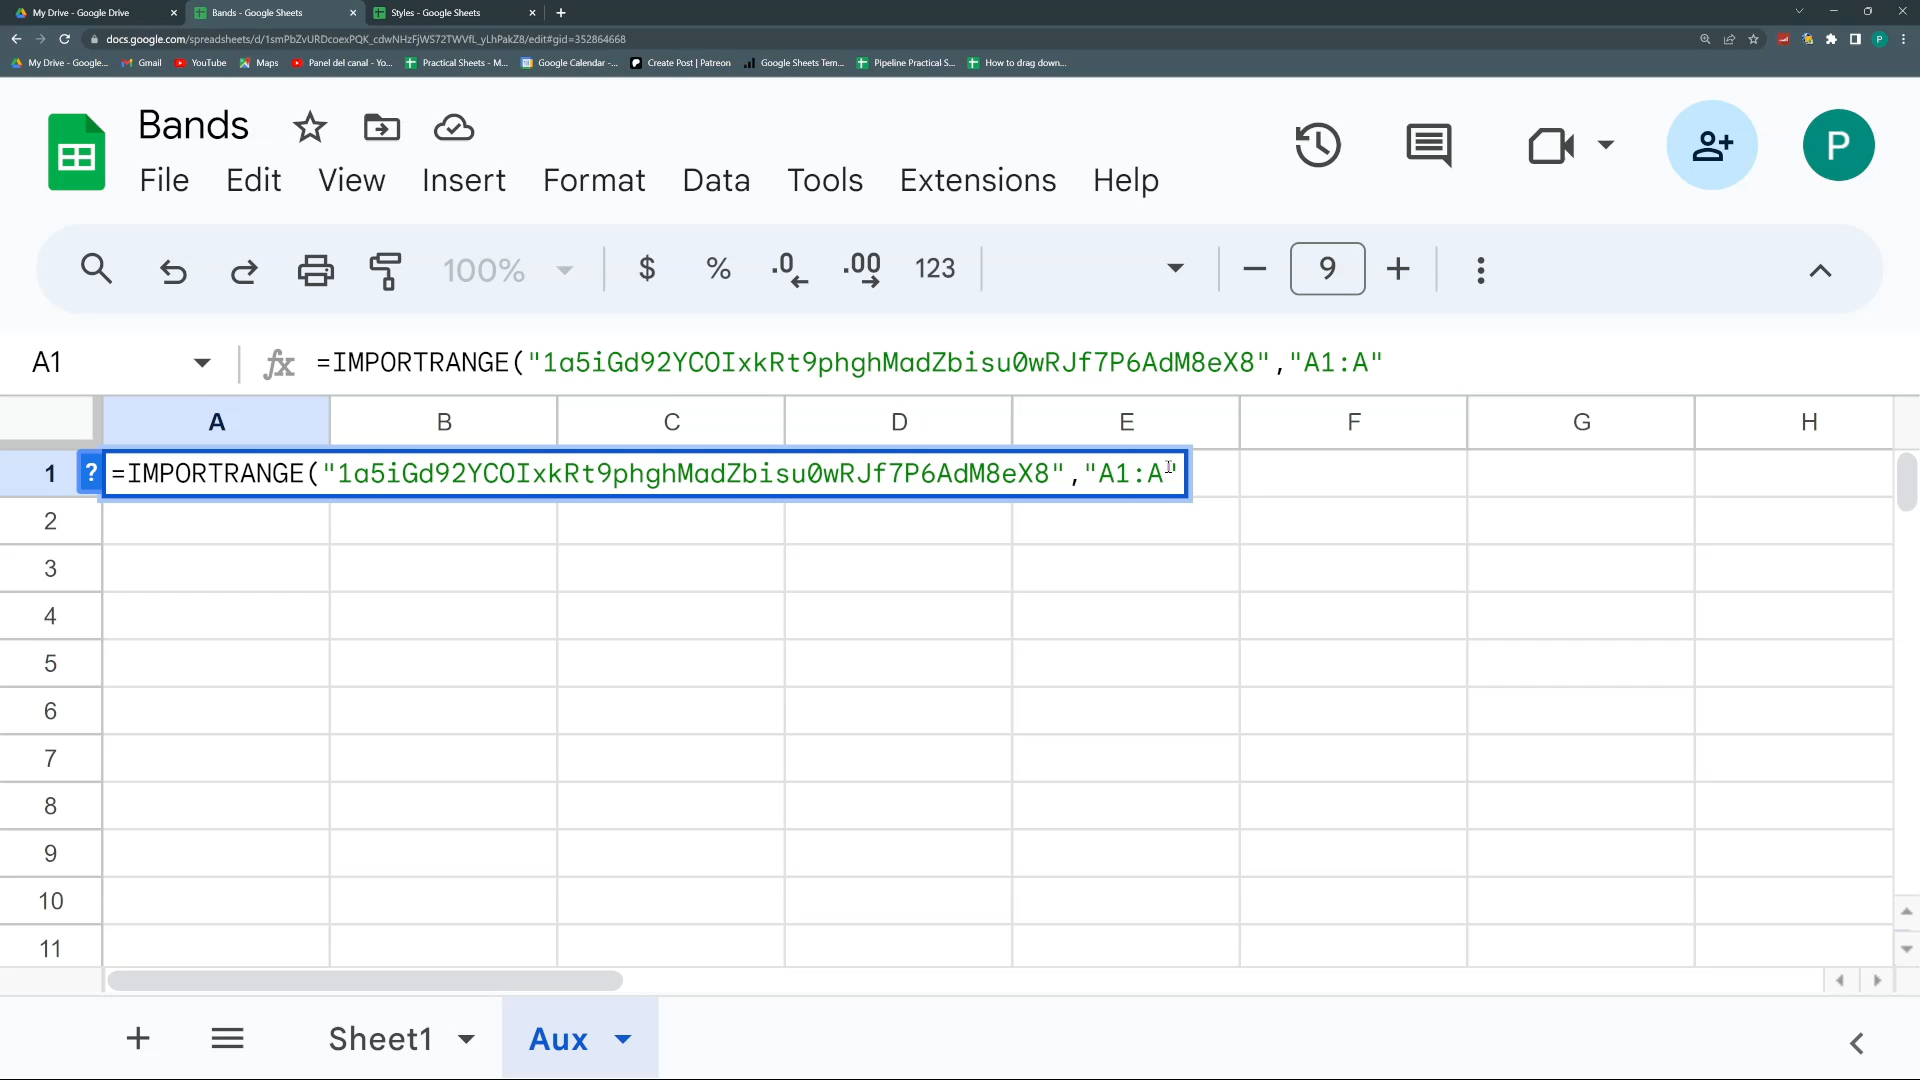 My Drive - Google Drive
Bands - Google Sheets
Styles - Google Sheets
docs.google.com/spreadsheets/d/1smPbZvURDcoexPQK_cdwNHzFjWS72TWVfL_yLhPakZ8/edit#gid=352864668
P
My Drive - Google...
Gmail
YouTube
Maps
Panel del canal - Yo...
Practical Sheets - M...
Google Calendar -...
Create Post | Patreon
Google Sheets Tem...
Pipeline Practical S...
How to drag down...
Bands
P
File Edit View Insert Format Data Tools Extensions Help
100% $ % .0 .00 123 9
A1 fx =IMPORTRANGE("1a5iGd92YCOIxkRt9phghMadZbisu0wRJf7P6AdM8eX8","A1:A"
A B C D E F G H
1 ? =IMPORTRANGE("1a5iGd92YCOIxkRt9phghMadZbisu0wRJf7P6AdM8eX8","A1:A"
2
3
4
5
6
7
8
9
10
11
Sheet1 Aux